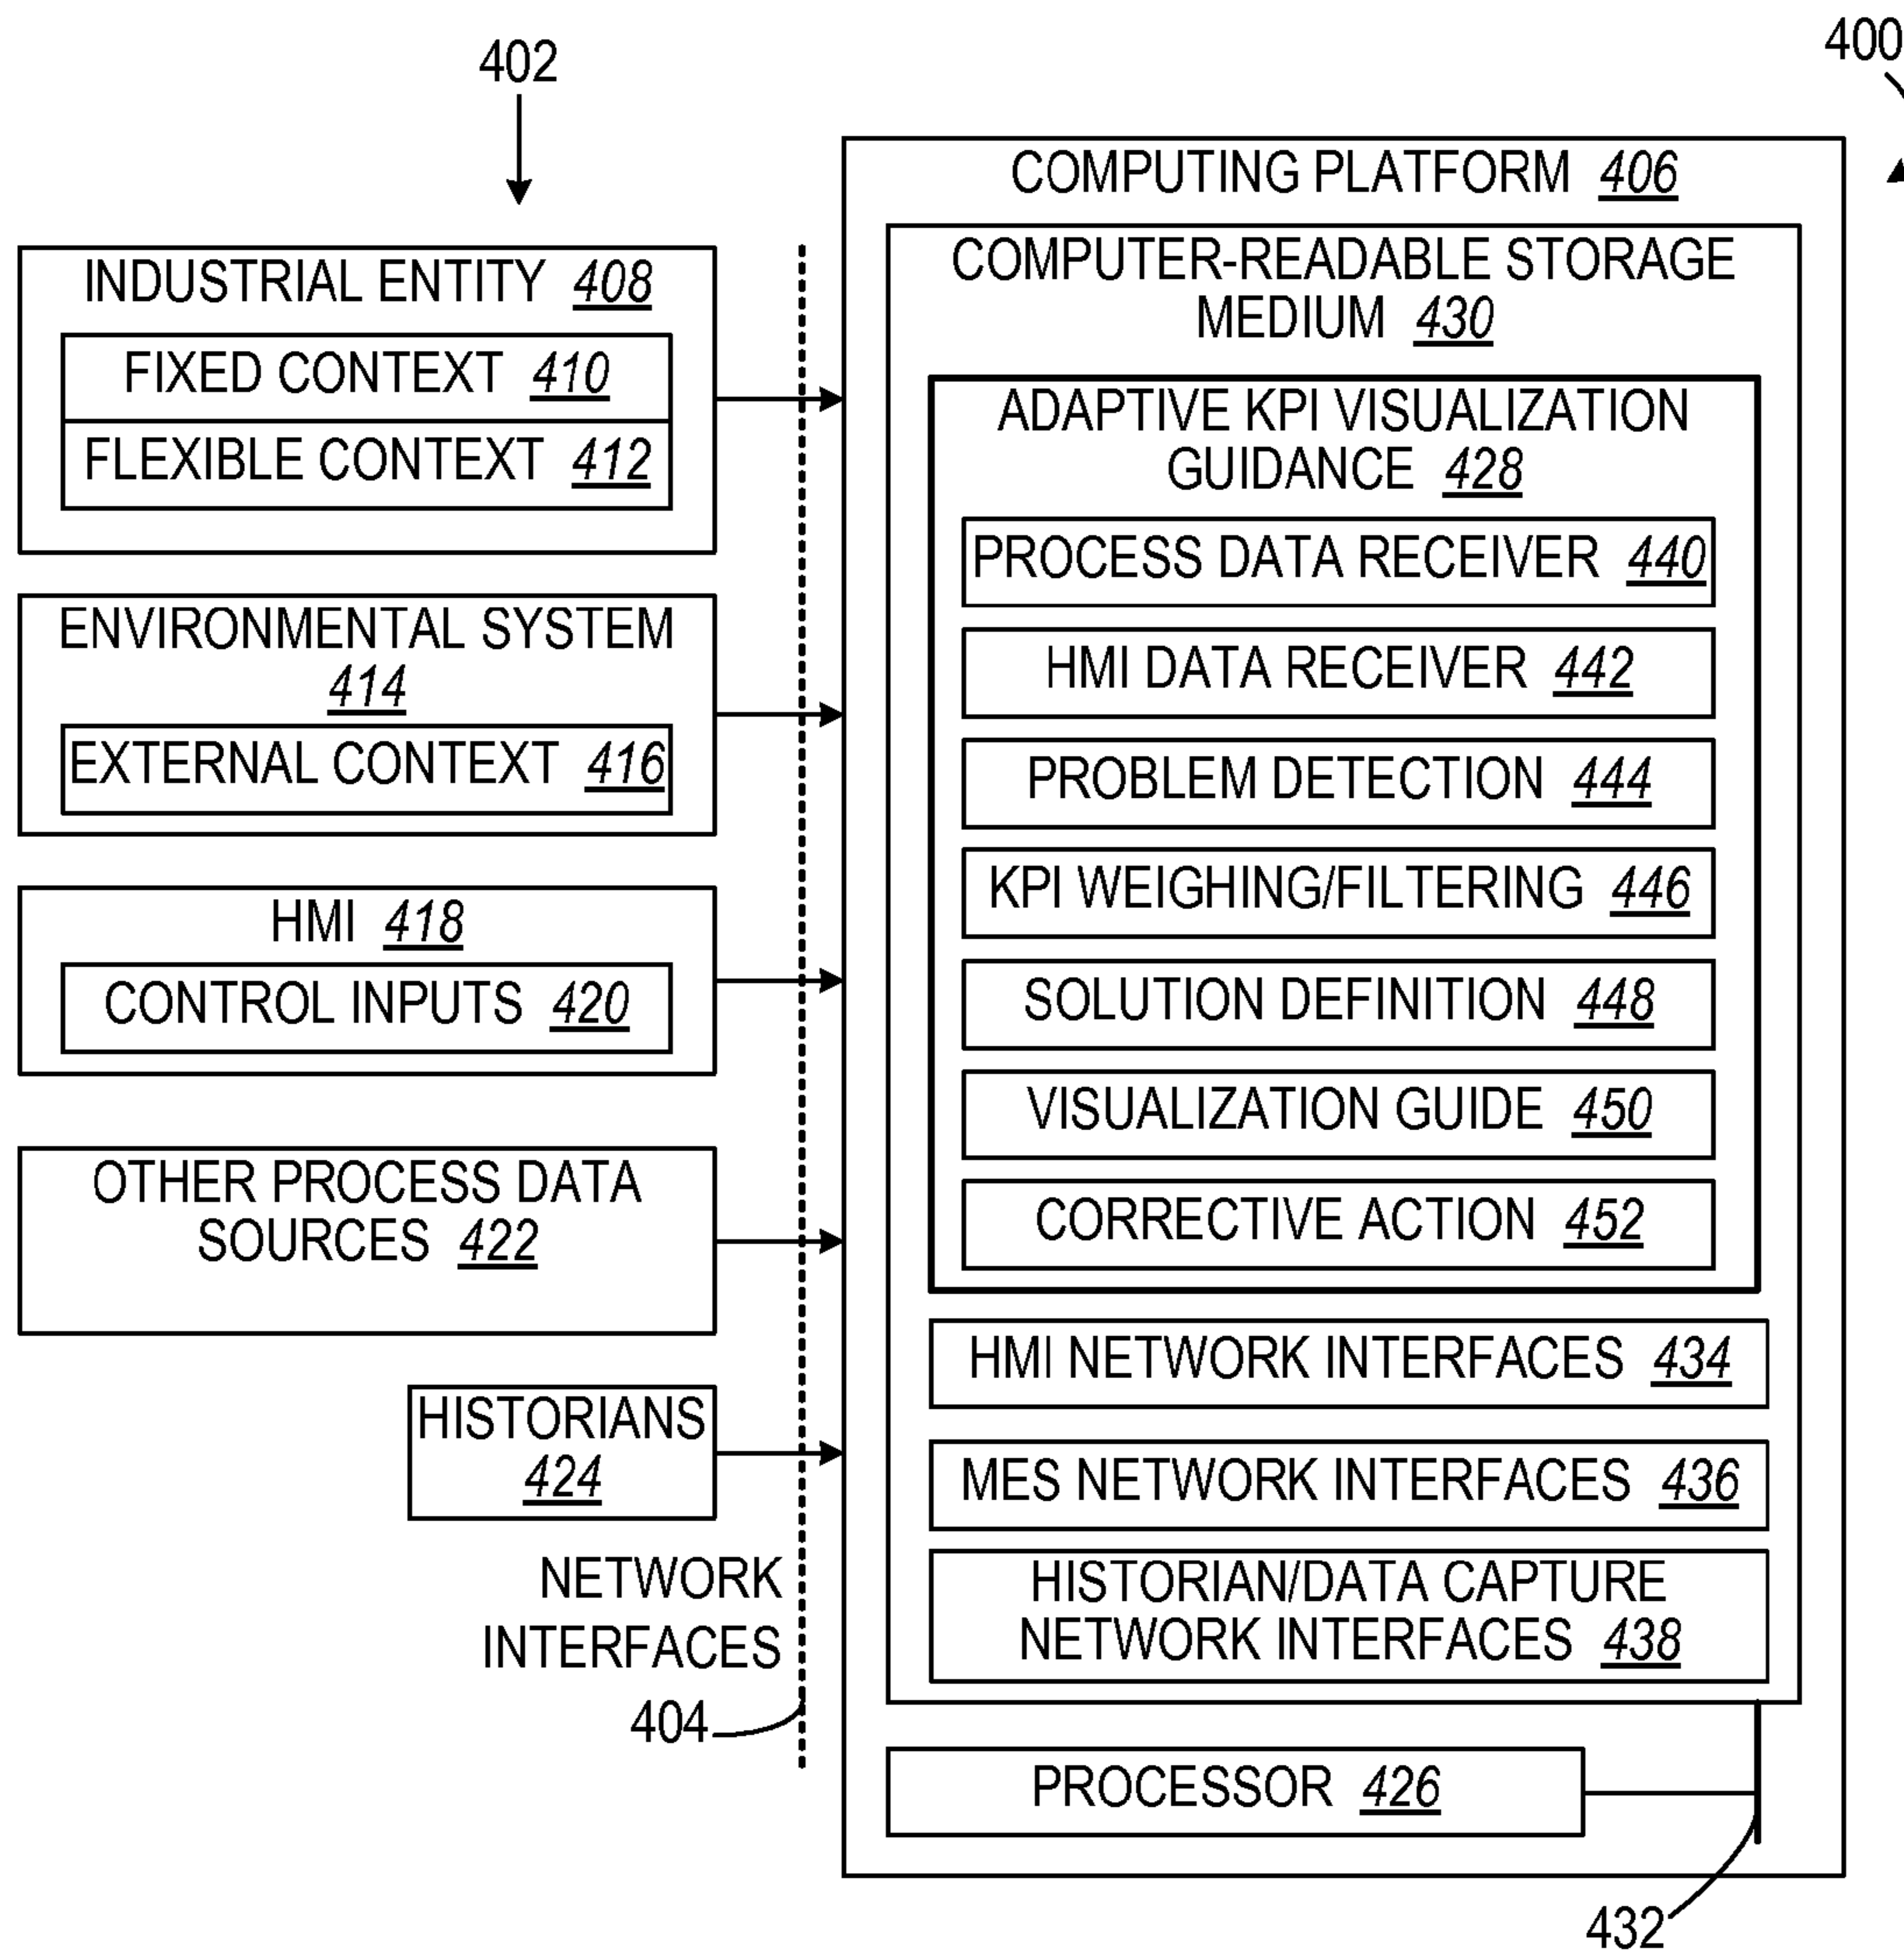 402
400
INDUSTRIAL ENTITY 408
FIXED CONTEXT 410
FLEXIBLE CONTEXT 412
ENVIRONMENTAL SYSTEM
414
EXTERNAL CONTEXT 416
HMI 418
CONTROL INPUTS 420
OTHER PROCESS DATA
SOURCES 422
HISTORIANS
424
NETWORK
INTERFACES
404
COMPUTING PLATFORM 406
COMPUTER-READABLE STORAGE
MEDIUM 430
ADAPTIVE KPI VISUALIZATION
GUIDANCE 428
PROCESS DATA RECEIVER 440
HMI DATA RECEIVER 442
PROBLEM DETECTION 444
KPI WEIGHING/FILTERING 446
SOLUTION DEFINITION 448
VISUALIZATION GUIDE 450
CORRECTIVE ACTION 452
HMI NETWORK INTERFACES 434
MES NETWORK INTERFACES 436
HISTORIAN/DATA CAPTURE
NETWORK INTERFACES 438
PROCESSOR 426
432